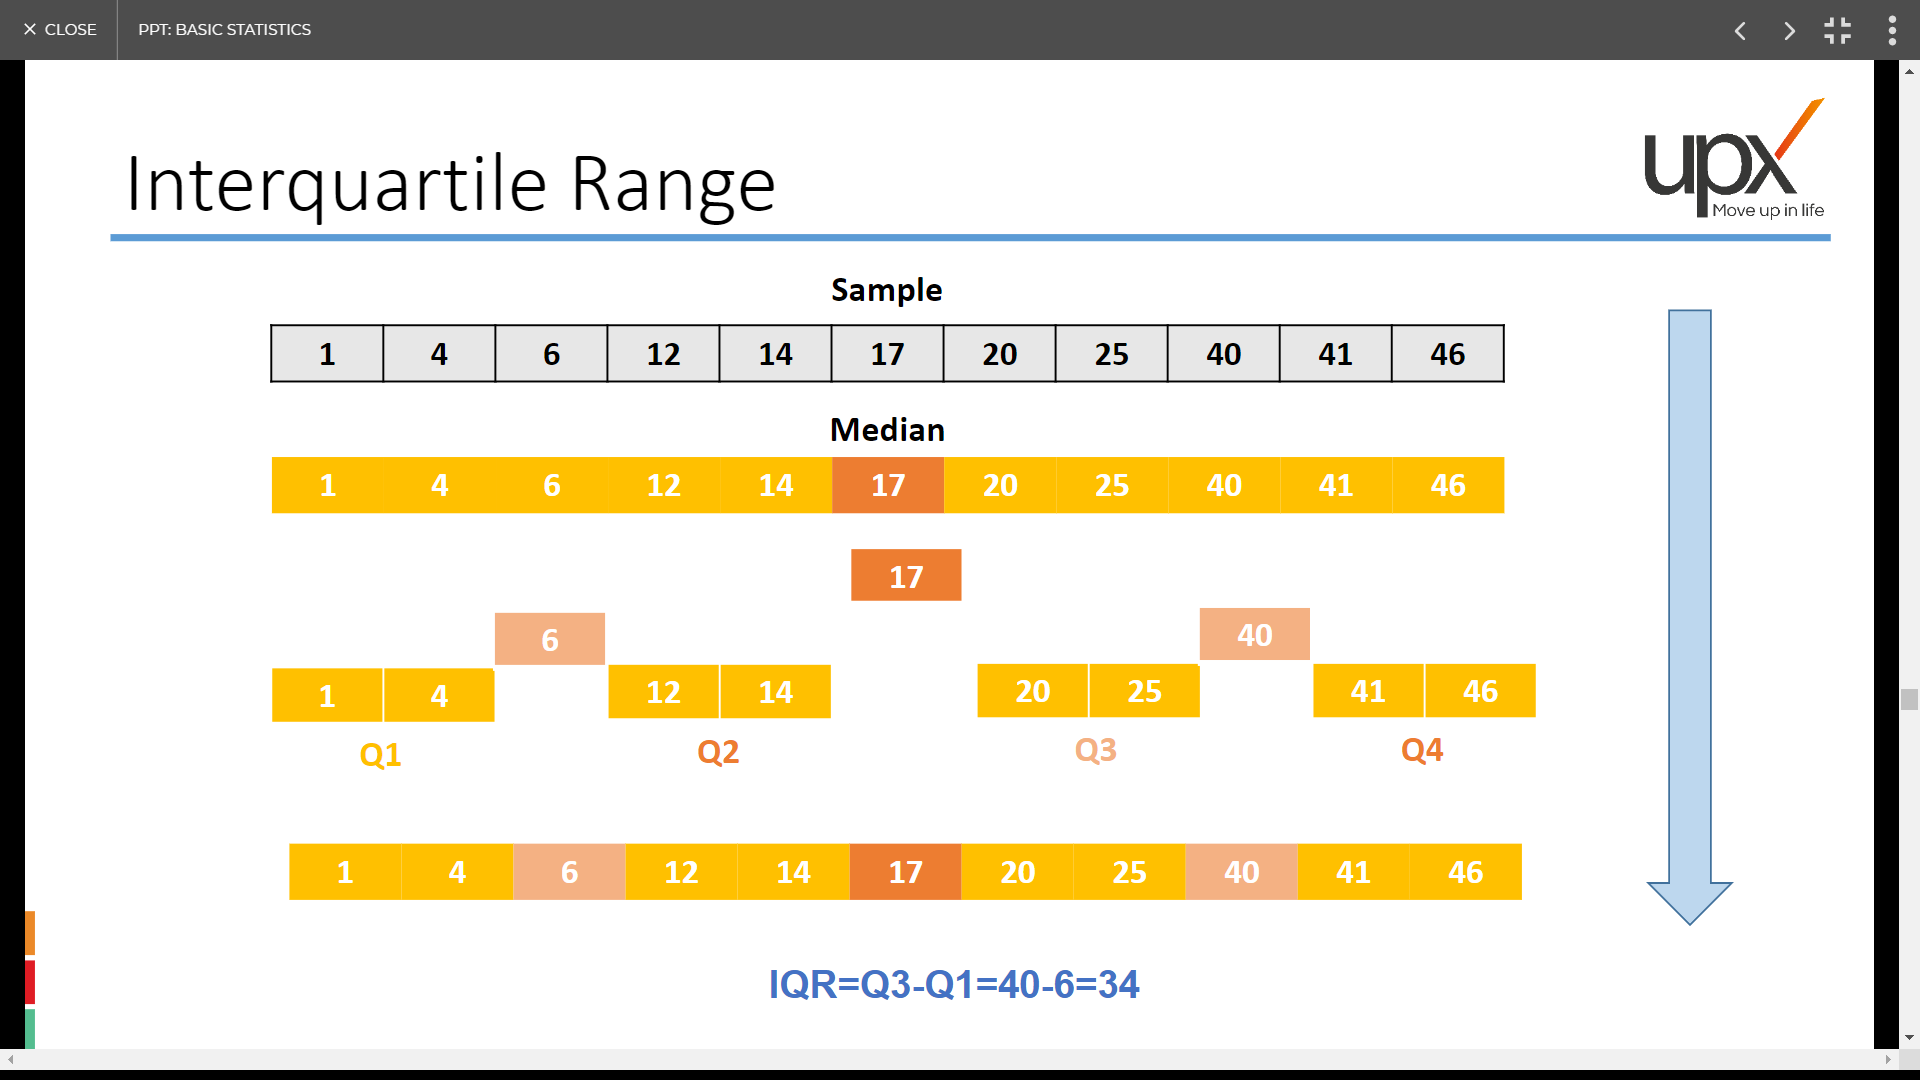 CLOSE PPT: BASIC STATISTICS
upx
Move up in life
Interquartile Range
Sample
1 4 6 12 14 17 20 25 40 41 46
Median
1 4 6 12 14 17 20 25 40 41 46
17
6 40
1 4 12 14 20 25 41 46
Q1 Q2 Q3 Q4
1 4 6 12 14 17 20 25 40 41 46
IQR=Q3-Q1=40-6=34